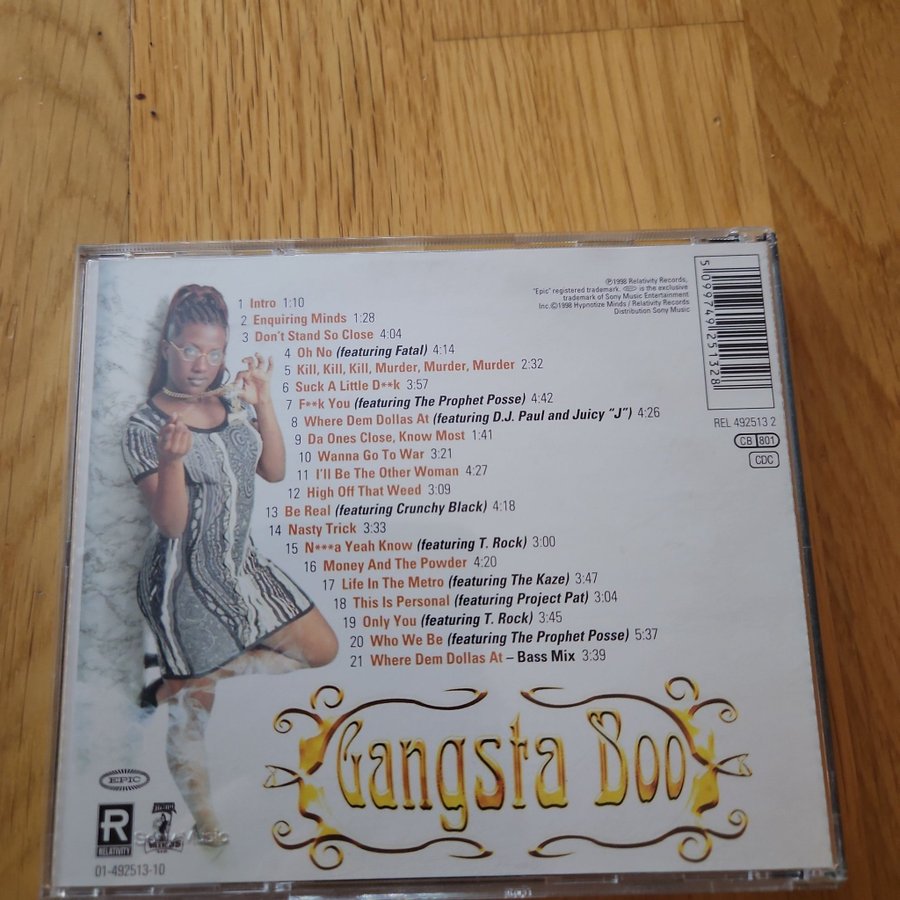 ℗1998 Relativity Records,
"Epic" registered trademark, EPIC is the exclusive
trademark of Sony Music Entertainment
Inc.©1998 Hypnotize Minds / Relativity Records
Distribution Sony Music
5 099749 251328
REL 492513 2
CB 801
CDC
1 Intro 1:10
2 Enquiring Minds 1:28
3 Don't Stand So Close 4:04
4 Oh No (featuring Fatal) 4:14
5 Kill, Kill, Kill, Murder, Murder, Murder 2:32
6 Suck A Little D**k 3:57
7 F**k You (featuring The Prophet Posse) 4:42
8 Where Dem Dollas At (featuring D.J. Paul and Juicy "J") 4:26
9 Da Ones Close, Know Most 1:41
10 Wanna Go To War 3:21
11 I'll Be The Other Woman 4:27
12 High Off That Weed 3:09
13 Be Real (featuring Crunchy Black) 4:18
14 Nasty Trick 3:33
15 N***a Yeah Know (featuring T. Rock) 3:00
16 Money And The Powder 4:20
17 Life In The Metro (featuring The Kaze) 3:47
18 This Is Personal (featuring Project Pat) 3:04
19 Only You (featuring T. Rock) 3:45
20 Who We Be (featuring The Prophet Posse) 5:37
21 Where Dem Dollas At – Bass Mix 3:39
Gangsta Boo
EPIC
R
RELATIVITY
01-492513-10